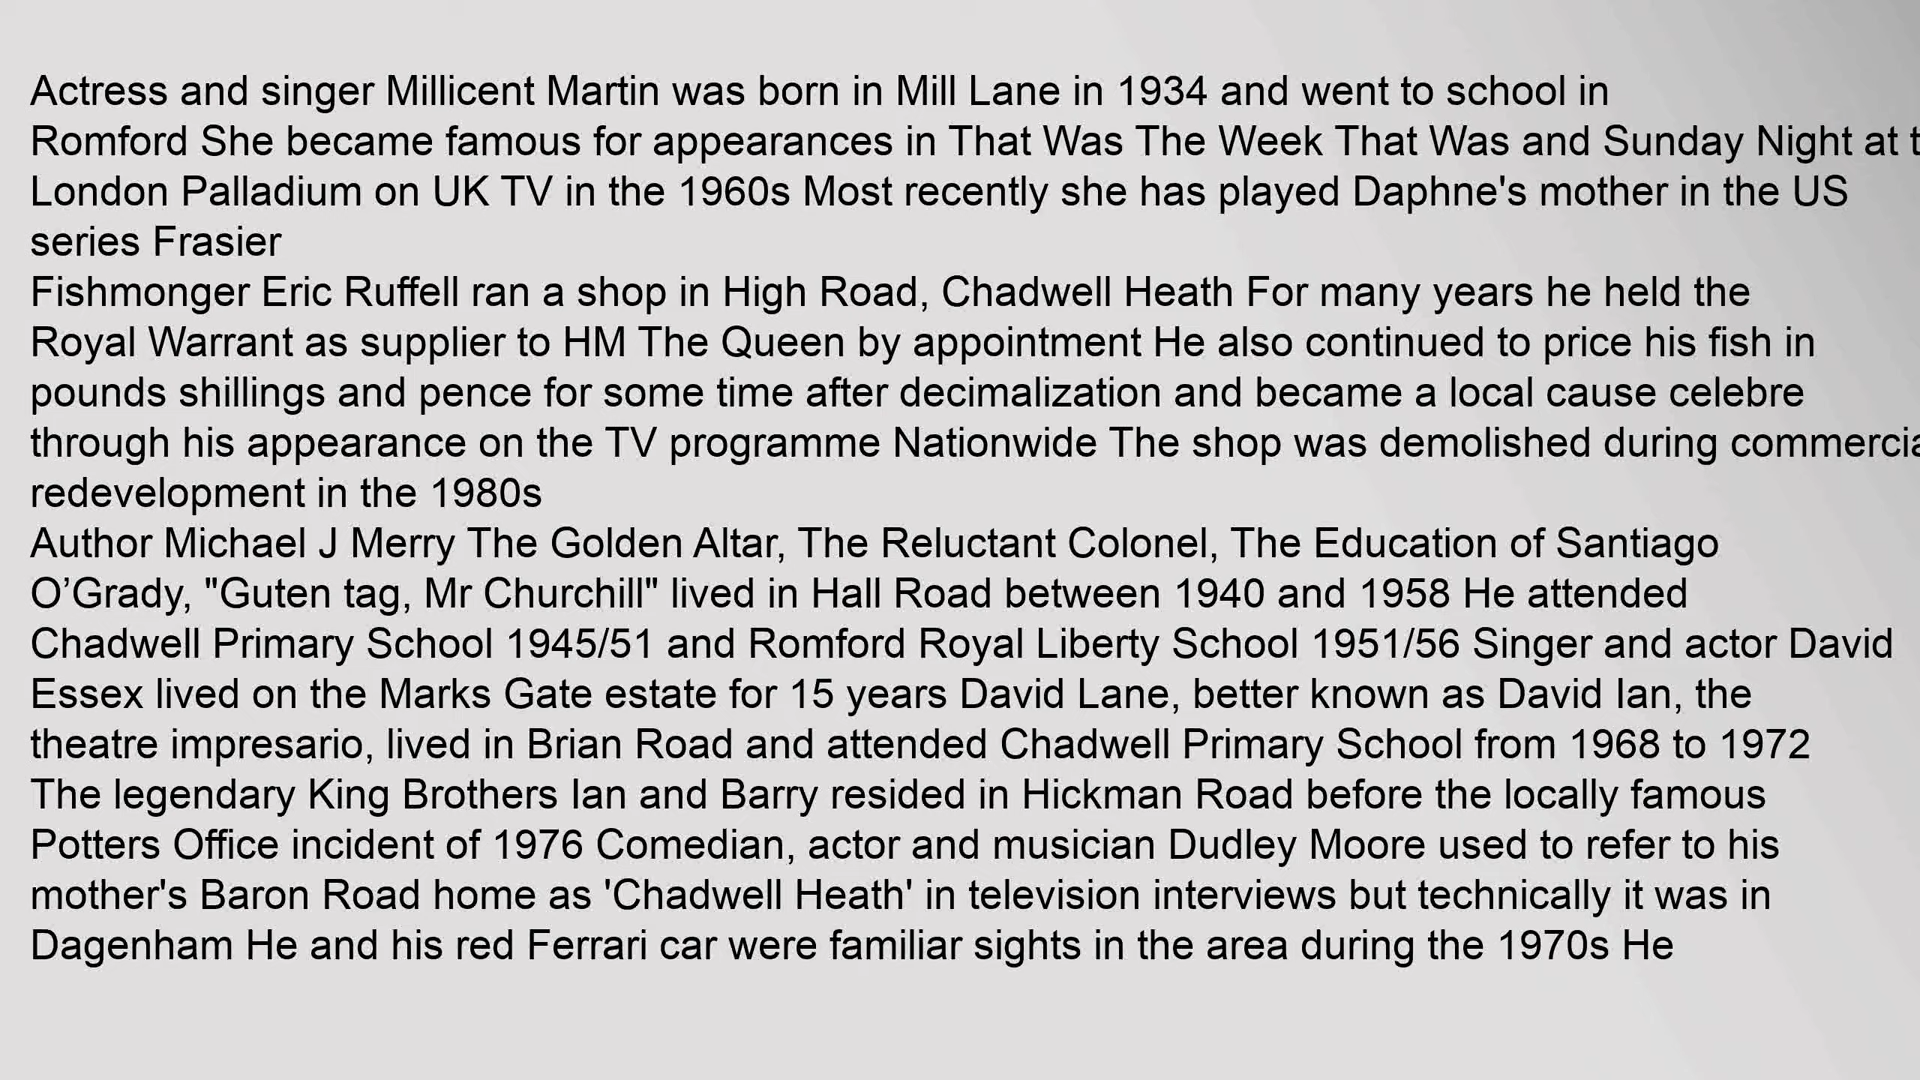 Actress and singer Millicent Martin was born in Mill Lane in 1934 and went to school in
Romford She became famous for appearances in That Was The Week That Was and Sunday Night at t
London Palladium on UK TV in the 1960s Most recently she has played Daphne's mother in the US
series Frasier
Fishmonger Eric Ruffell ran a shop in High Road, Chadwell Heath For many years he held the
Royal Warrant as supplier to HM The Queen by appointment He also continued to price his fish in
pounds shillings and pence for some time after decimalization and became a local cause celebre
through his appearance on the TV programme Nationwide The shop was demolished during commercia
redevelopment in the 1980s
Author Michael J Merry The Golden Altar, The Reluctant Colonel, The Education of Santiago
O’Grady, "Guten tag, Mr Churchill" lived in Hall Road between 1940 and 1958 He attended
Chadwell Primary School 1945/51 and Romford Royal Liberty School 1951/56 Singer and actor David
Essex lived on the Marks Gate estate for 15 years David Lane, better known as David Ian, the
theatre impresario, lived in Brian Road and attended Chadwell Primary School from 1968 to 1972
The legendary King Brothers Ian and Barry resided in Hickman Road before the locally famous
Potters Office incident of 1976 Comedian, actor and musician Dudley Moore used to refer to his
mother's Baron Road home as 'Chadwell Heath' in television interviews but technically it was in
Dagenham He and his red Ferrari car were familiar sights in the area during the 1970s He